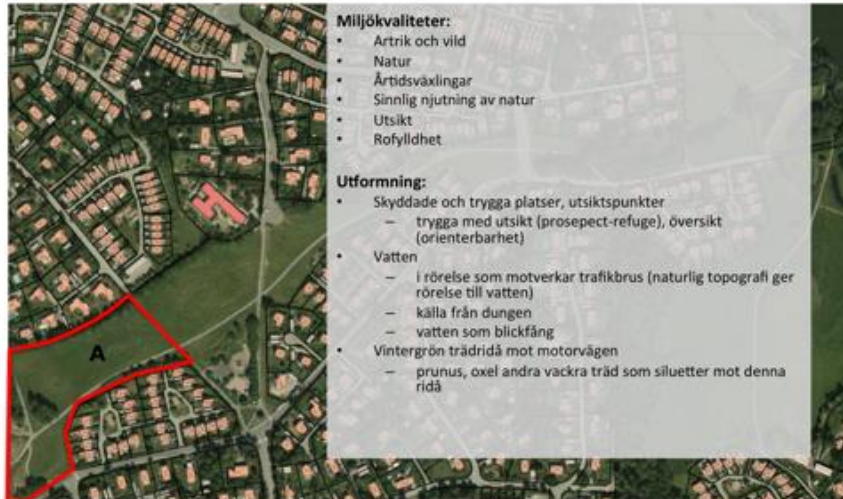 Miljökvaliteter:
• Artrik och vild
• Natur
• Årtidsväxlingar
• Sinnlig njutning av natur
• Utsikt
• Rofylldhet
Utformning:
• Skyddade och trygga platser, utsiktspunkter
– trygga med utsikt (prosepect-refuge), översikt
(orienterbarhet)
• Vatten
– i rörelse som motverkar trafikbrus (naturlig topografi ger
rörelse till vatten)
– källa från dungen
– vatten som blickfång
• Vintergrön trädridå mot motorvägen
– prunus, oxel andra vackra träd som siluetter mot denna
ridå
A